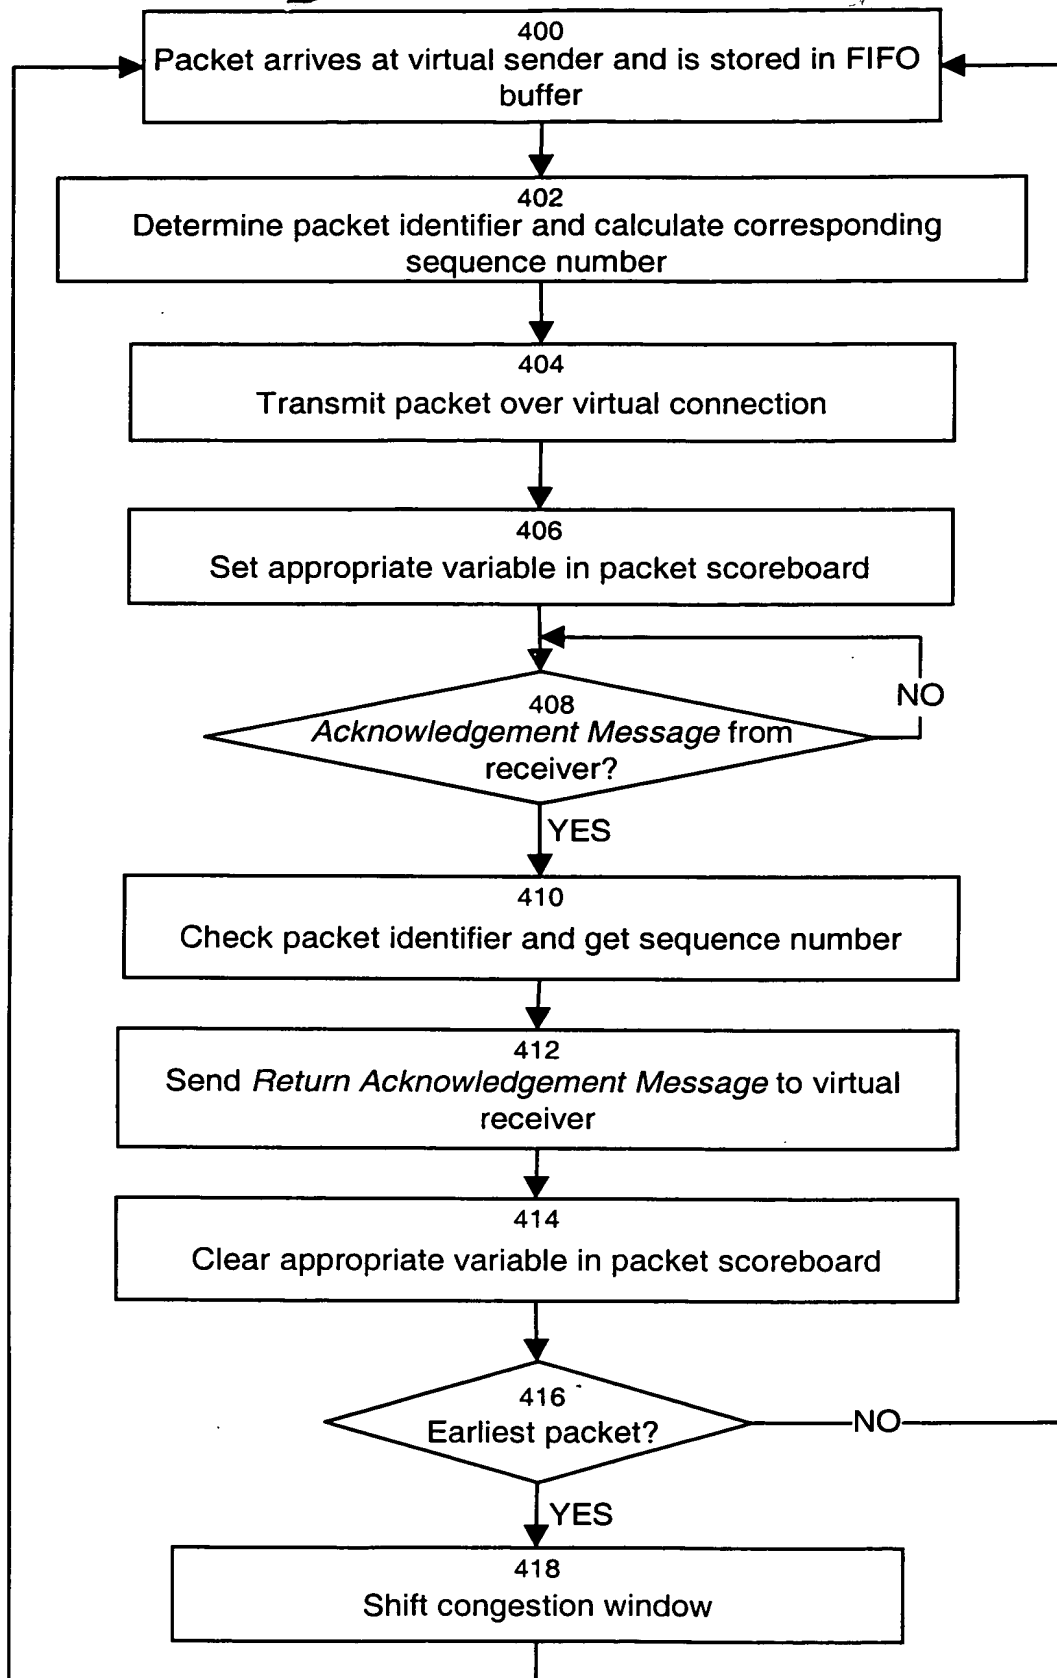 400
Packet arrives at virtual sender and is stored in FIFO
buffer
402
Determine packet identifier and calculate corresponding
sequence number
404
Transmit packet over virtual connection
406
Set appropriate variable in packet scoreboard
NO
408
Acknowledgement Message from
receiver?
YES
410
Check packet identifier and get sequence number
412
Send Return Acknowledgement Message to virtual
receiver
414
Clear appropriate variable in packet scoreboard
416
Earliest packet?
NO
YES
418
Shift congestion window